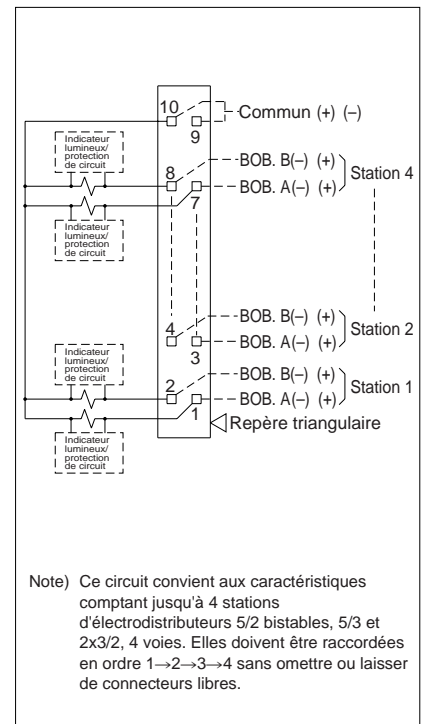 10
Commun (+) (–)
9
Indicateur
lumineux/
protection
de circuit
8
BOB. B(–) (+)
Station 4
BOB. A(–) (+)
7
Indicateur
lumineux/
protection
de circuit
4
BOB. B(–) (+)
Station 2
BOB. A(–) (+)
3
Indicateur
lumineux/
protection
de circuit
2
BOB. B(–) (+)
Station 1
BOB. A(–) (+)
1
Repère triangulaire
Indicateur
lumineux/
protection
de circuit
Note) Ce circuit convient aux caractéristiques
comptant jusqu'à 4 stations
d'électrodistributeurs 5/2 bistables, 5/3 et
2x3/2, 4 voies. Elles doivent être raccordées
en ordre 1→2→3→4 sans omettre ou laisser
de connecteurs libres.